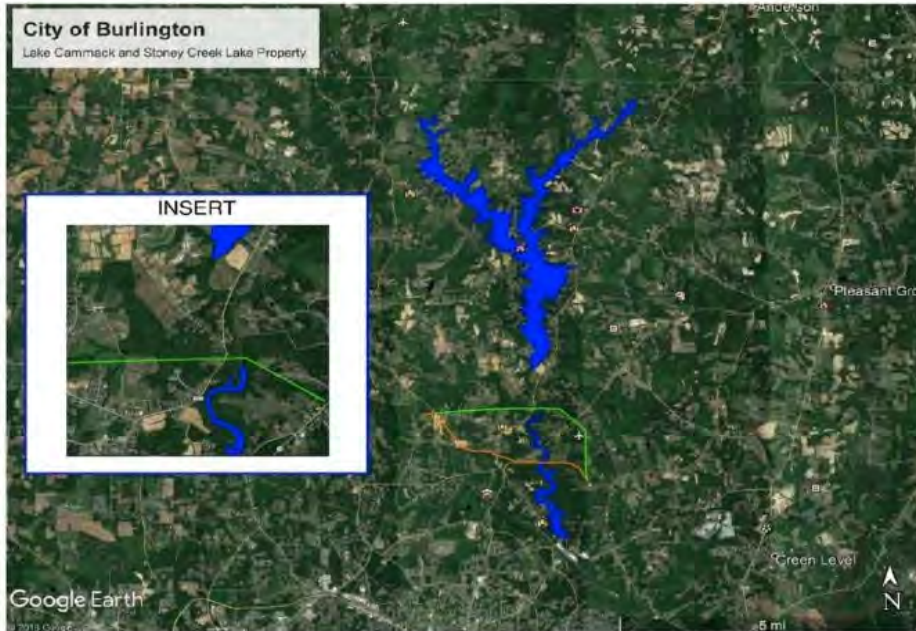 City of Burlington
Lake Cammack and Stoney Creek Lake Property
Anderson
INSERT
Pleasant Gro
Green Level
N
Google Earth
5 mi